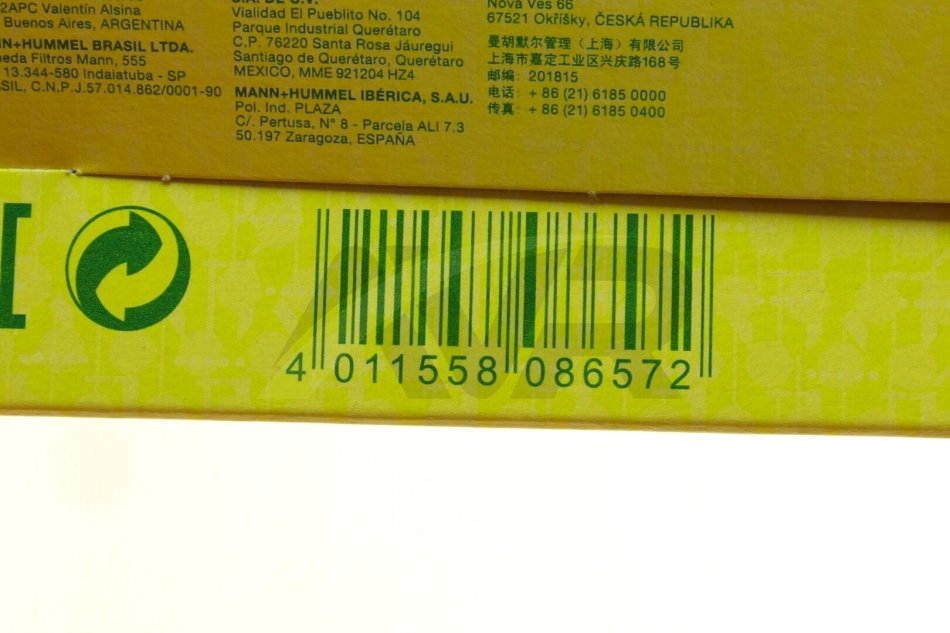 2APC Valentín Alsina
Buenos Aires, ARGENTINA
MANN+HUMMEL BRASIL LTDA.
Filtros Mann, 555
13.344-580 Indaiatuba - SP
C.N.P.J.57.014.862/0001-90
S.A. DE C.V.
Vialidad El Pueblito No. 104
Parque Industrial Querétaro
C.P. 76220 Santa Rosa Jáuregui
Santiago de Querétaro, Querétaro
MEXICO, MME 921204 HZ4
MANN+HUMMEL IBÉRICA, S.A.U.
Pol. Ind. PLAZA
C/. Pertusa, N° 8 - Parcela ALI 7.3
50.197 Zaragoza, ESPAÑA
Nová Ves 66
67521 Okříšky, ČESKÁ REPUBLIKA
曼胡默尔管理（上海）有限公司
上海市嘉定工业区兴庆路168号
邮编: 201815
电话: + 86 (21) 6185 0000
传真: + 86 (21) 6185 0400
AVR
4 011558 086572